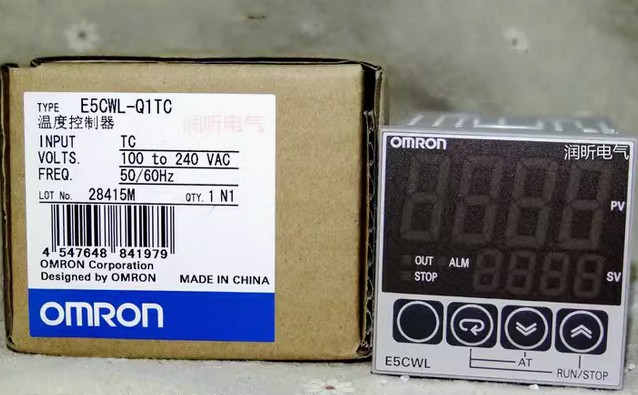 TYPE E5CWL-Q1TC
温度控制器
润昕电气
INPUT TC
VOLTS. 100 to 240 VAC
FREQ. 50/60Hz
LOT No. 28415M QTY. 1 N1
4 547648 841979
OMRON Corporation
Designed by OMRON
MADE IN CHINA
OMRON
OMRON
润昕电气
PV
OUT ALM
STOP
SV
E5CWL
AT
RUN/STOP